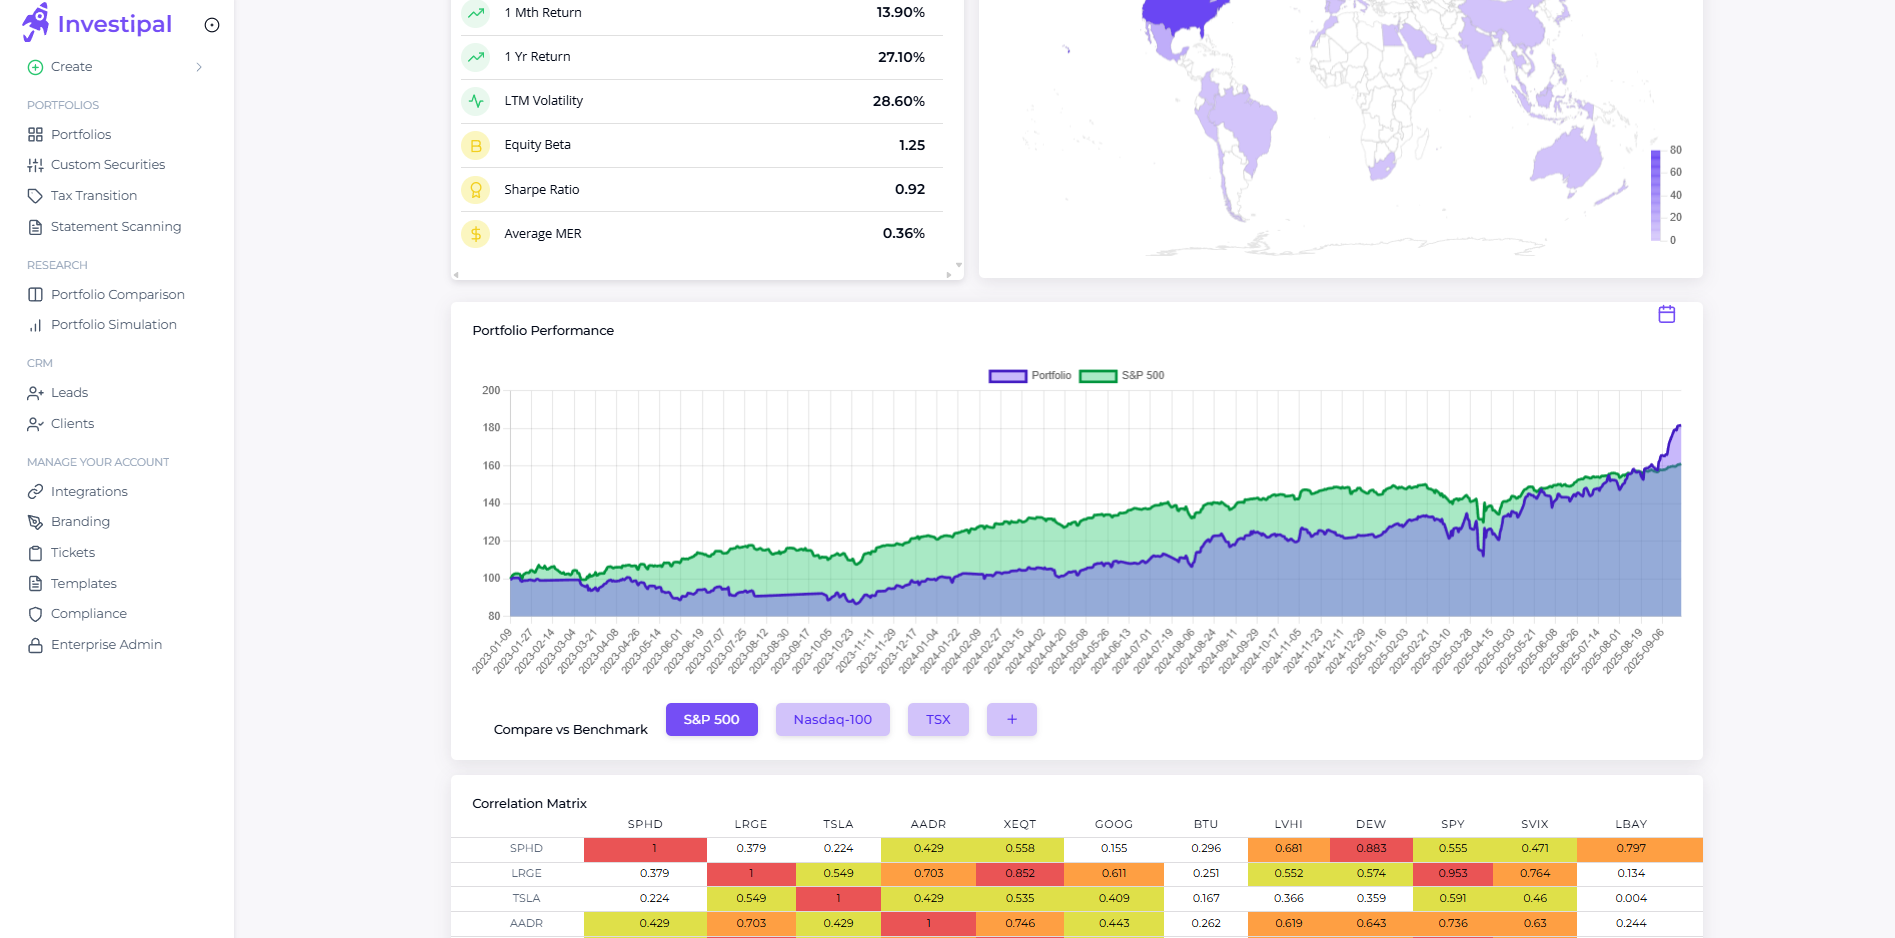 Investipal
Create
PORTFOLIOS
Portfolios
Custom Securities
Tax Transition
Statement Scanning
RESEARCH
Portfolio Comparison
Portfolio Simulation
CRM
Leads
Clients
MANAGE YOUR ACCOUNT
Integrations
Branding
Tickets
Templates
Compliance
Enterprise Admin
1 Mth Return 13.90%
1 Yr Return 27.10%
LTM Volatility 28.60%
Equity Beta 1.25
Sharpe Ratio 0.92
Average MER 0.36%
80
60
40
20
0
Portfolio Performance
Portfolio S&P 500
200
180
160
140
120
100
80
2023-01-09 2023-01-27 2023-02-14 2023-03-04 2023-03-21 2023-04-08 2023-04-26 2023-05-14 2023-06-01 2023-06-19 2023-07-07 2023-07-25 2023-08-12 2023-08-30 2023-09-17 2023-10-05 2023-10-23 2023-11-11 2023-11-29 2023-12-17 2024-01-04 2024-01-22 2024-02-09 2024-02-27 2024-03-15 2024-04-02 2024-04-20 2024-05-08 2024-05-26 2024-06-13 2024-07-01 2024-07-19 2024-08-06 2024-08-24 2024-09-11 2024-09-29 2024-10-17 2024-11-05 2024-11-23 2024-12-11 2024-12-29 2025-01-16 2025-02-03 2025-02-21 2025-03-10 2025-03-28 2025-04-15 2025-05-03 2025-05-21 2025-06-08 2025-06-26 2025-07-14 2025-08-01 2025-08-19 2025-09-06
Compare vs Benchmark S&P 500 Nasdaq-100 TSX +
Correlation Matrix
SPHD LRGE TSLA AADR XEQT GOOG BTU LVHI DEW SPY SVIX LBAY
SPHD 1 0.379 0.224 0.429 0.558 0.155 0.296 0.681 0.883 0.555 0.471 0.797
LRGE 0.379 1 0.549 0.703 0.852 0.611 0.251 0.552 0.574 0.953 0.764 0.134
TSLA 0.224 0.549 1 0.429 0.535 0.409 0.167 0.366 0.359 0.591 0.46 0.004
AADR 0.429 0.703 0.429 1 0.746 0.443 0.262 0.619 0.643 0.736 0.63 0.244